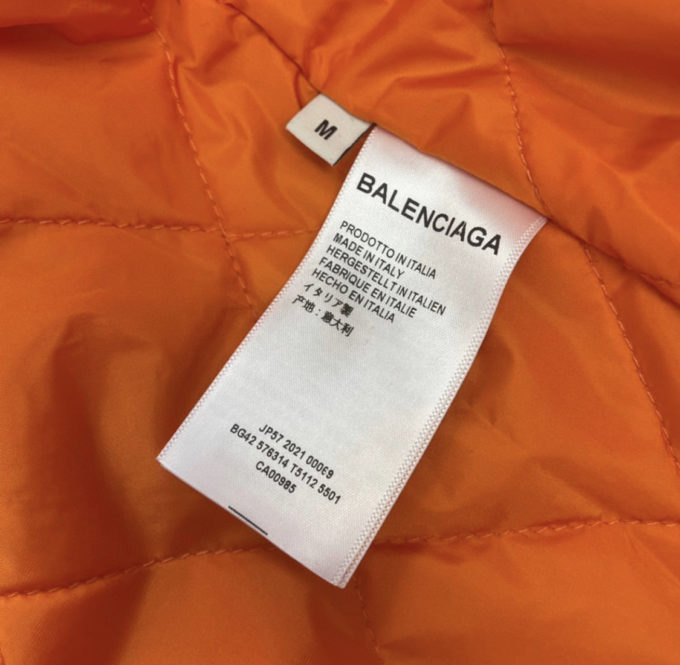 M
BALENCIAGA
PRODOTTO IN ITALIA
MADE IN ITALY
HERGESTELLT IN ITALIEN
FABRIQUE EN ITALIE
HECHO EN ITALIA
イタリア製
产地:意大利
JP57 2021 00069
BG42 576314 T5112 5501
CA00985